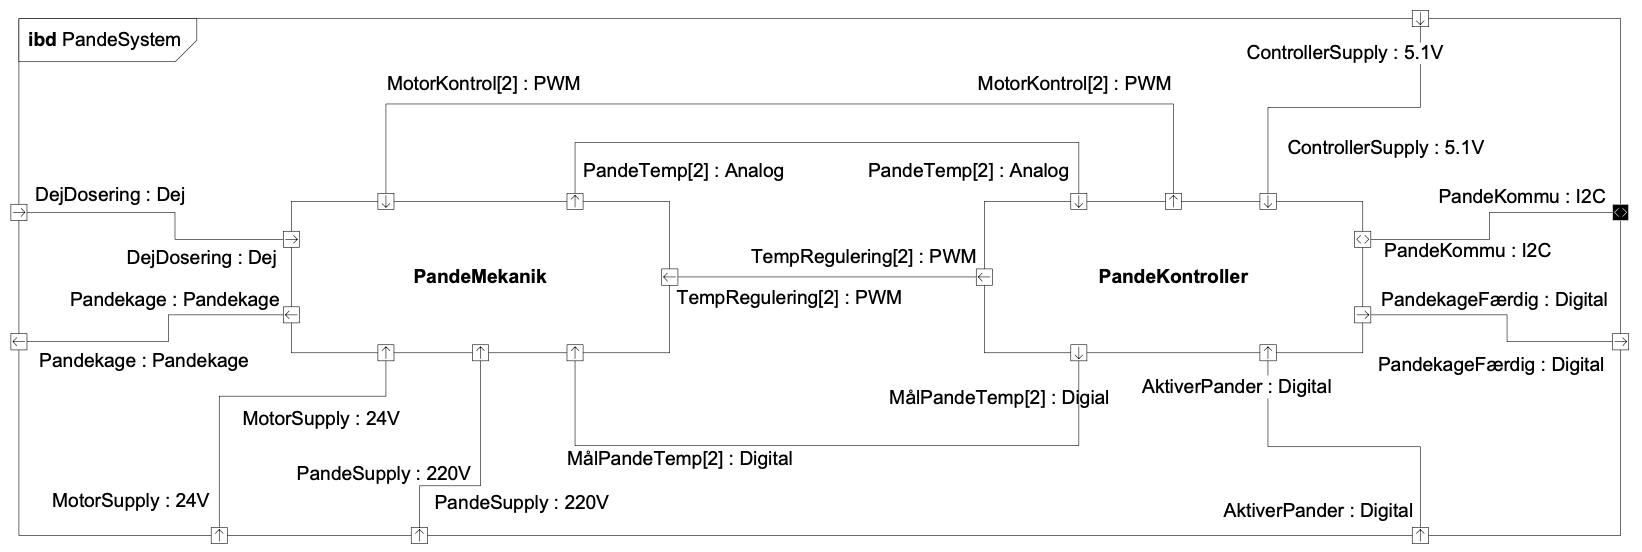 ibd PandeSystem
ControllerSupply : 5.1V
MotorKontrol[2] : PWM
MotorKontrol[2] : PWM
ControllerSupply : 5.1V
PandeTemp[2] : Analog
PandeTemp[2] : Analog
DejDosering : Dej
PandeKommu : I2C
DejDosering : Dej
TempRegulering[2] : PWM
PandeKommu : I2C
PandeMekanik
PandeKontroller
Pandekage : Pandekage
TempRegulering[2] : PWM
PandekageFærdig : Digital
Pandekage : Pandekage
PandekageFærdig : Digital
AktiverPander : Digital
MålPandeTemp[2] : Digial
MotorSupply : 24V
MålPandeTemp[2] : Digital
PandeSupply : 220V
MotorSupply : 24V
PandeSupply : 220V
AktiverPander : Digital